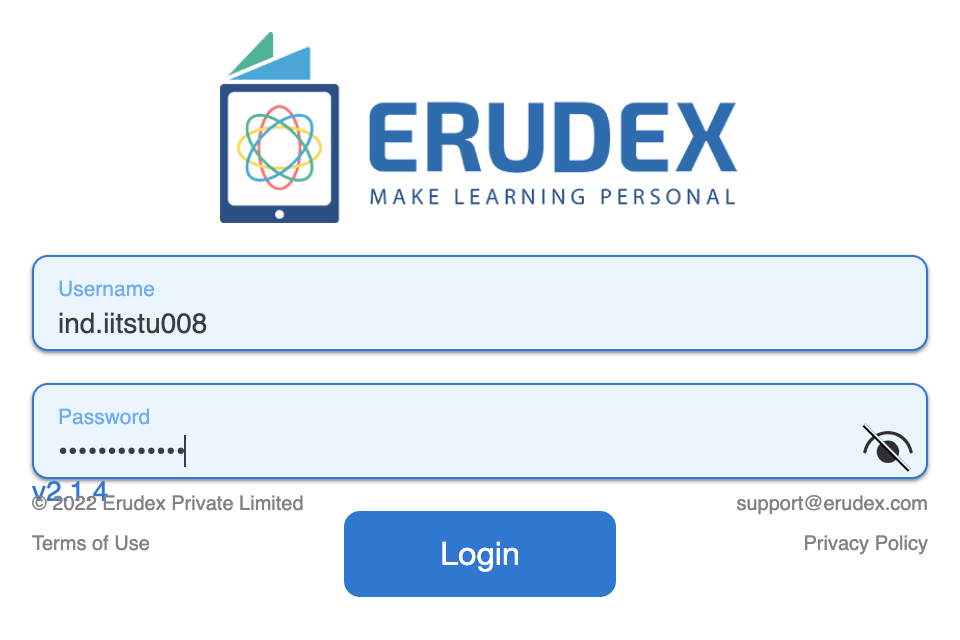 ERUDEX
MAKE LEARNING PERSONAL
Username
ind.iitstu008
Password
•••••••••••••
v2.1.4
© 2022 Erudex Private Limited
support@erudex.com
Terms of Use
Privacy Policy
Login